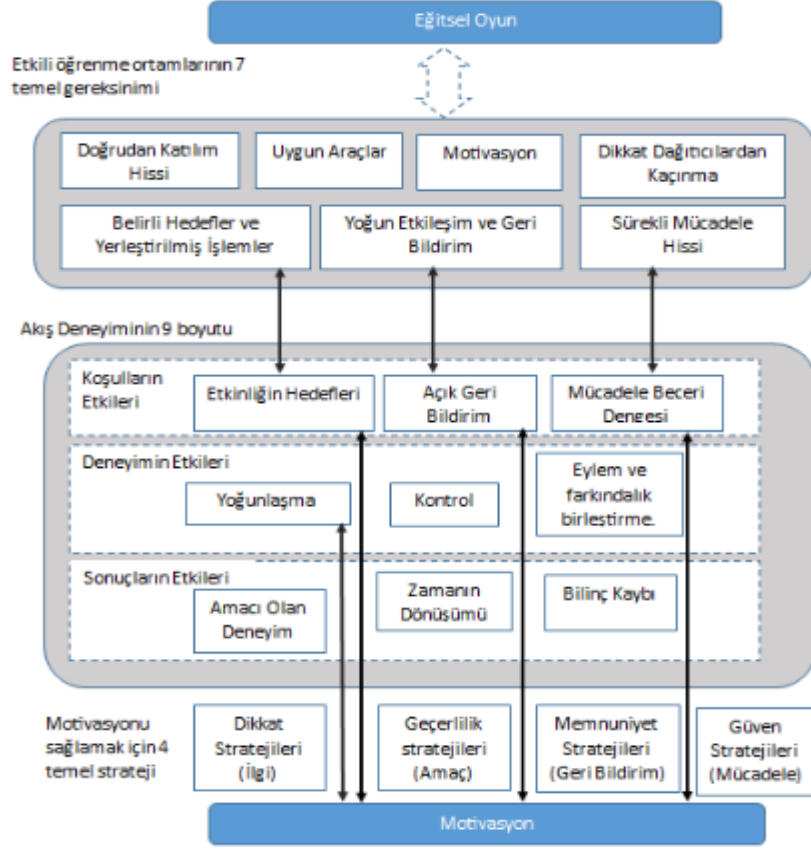 Eğitsel Oyun
Etkili öğrenme ortamlarının 7
temel gereksinimi
Doğrudan Katılım
Hissi
Uygun Araçlar
Motivasyon
Dikkat Dağıtıcılardan
Kaçınma
Belirli Hedefler ve
Yerleştirilmiş İşlemler
Yoğun Etkileşim ve Geri
Bildirim
Sürekli Mücadele
Hissi
Akış Deneyiminin 9 boyutu
Koşulların
Etkileri
Etkinliğin Hedefleri
Açık Geri
Bildirim
Mücadele Beceri
Dengesi
Deneyimin Etkileri
Yoğunlaşma
Kontrol
Eylem ve
farkındalık
birleştirme.
Sonuçların Etkileri
Amacı Olan
Deneyim
Zamanın
Dönüsümü
Bilinç Kaybı
Motivasyonu
sağlamak için 4
temel strateji
Dikkat
Stratejileri
(İlgi)
Geçerlilik
stratejileri
(Amaç)
Memnuniyet
Stratejileri
(Geri Bildirim)
Güven
Stratejileri
(Mücadele)
Motivasyon